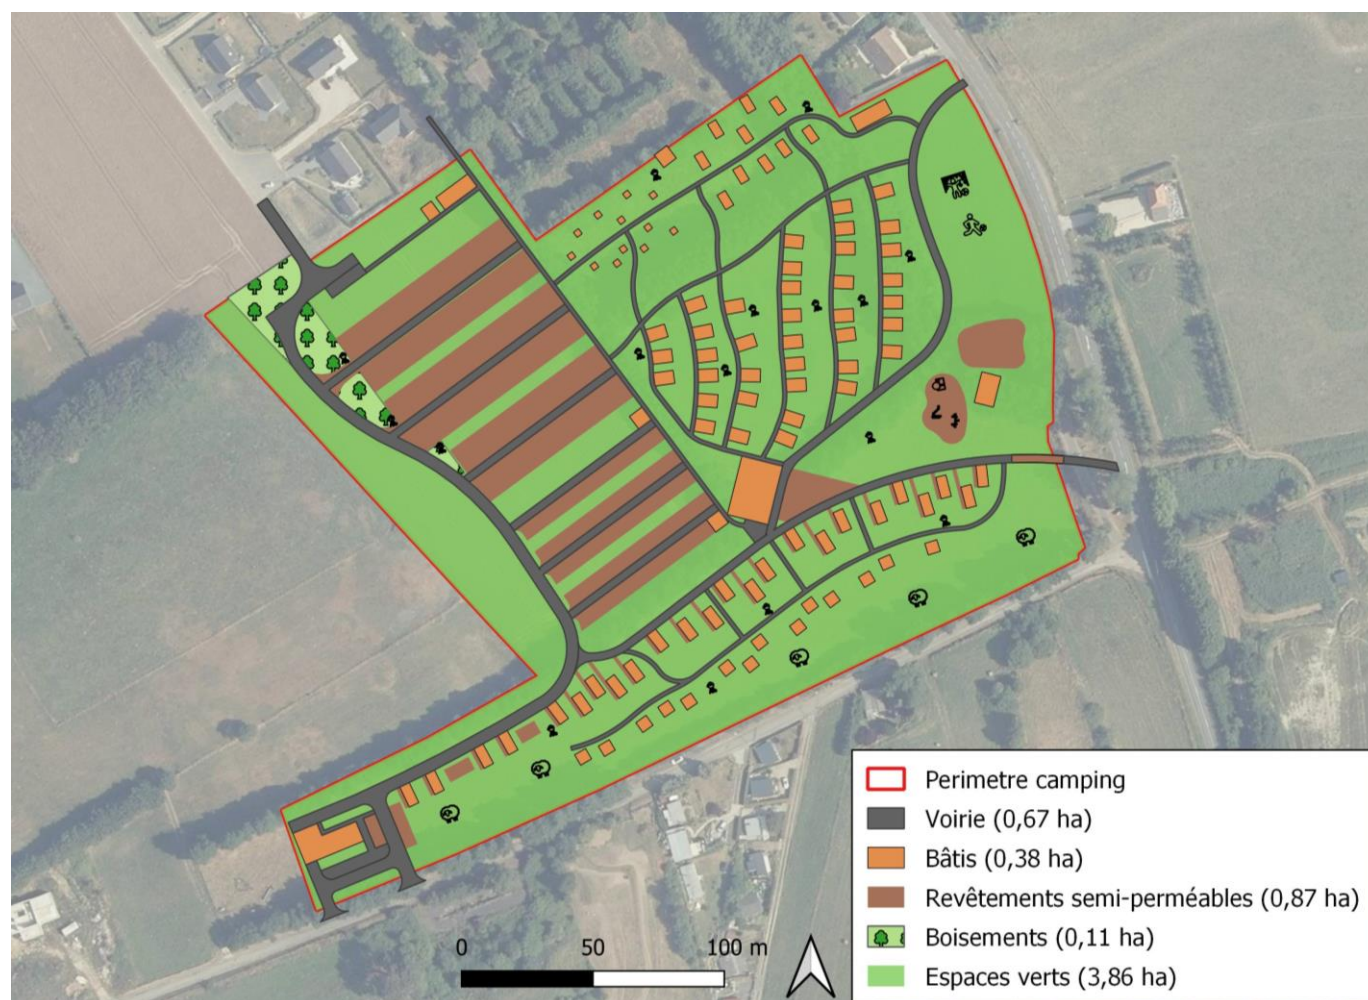 0 50 100 m
Perimetre camping
Voirie (0,67 ha)
Bâtis (0,38 ha)
Revêtements semi-perméables (0,87 ha)
Boisements (0,11 ha)
Espaces verts (3,86 ha)